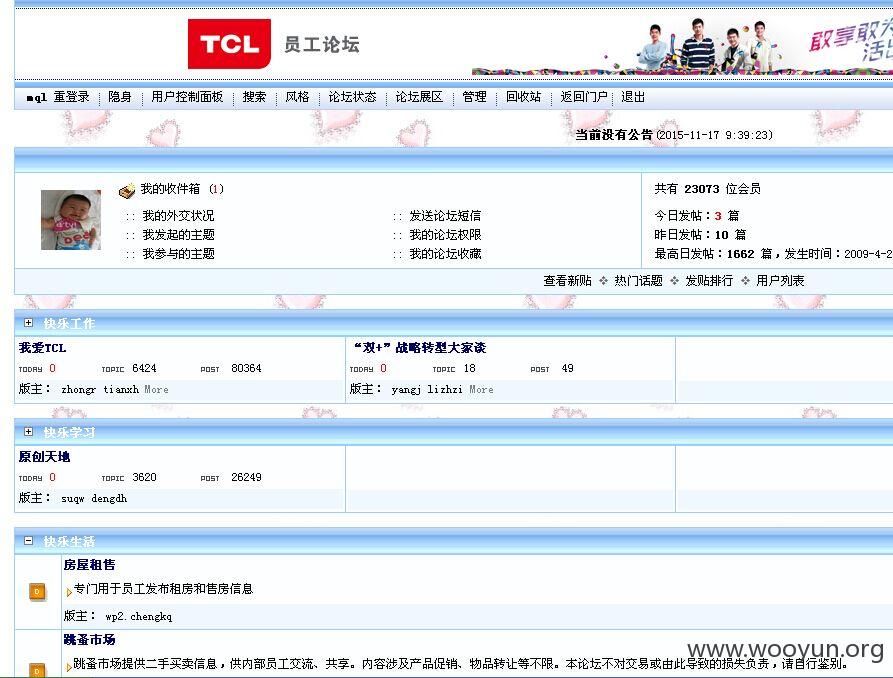 TCL 员工论坛
敢享敢为
活出
mql 重登录 隐身 用户控制面板 搜索 风格 论坛状态 论坛展区 管理 回收站 返回门户 退出
当前没有公告(2015-11-17 9:39:23)
我的收件箱 (1)
共有 23073 位会员
:: 我的外交状况 :: 发送论坛短信
今日发帖：3 篇
:: 我发起的主题 :: 我的论坛权限
昨日发帖：10 篇
:: 我参与的主题 :: 我的论坛收藏
最高日发帖：1662 篇，发生时间：2009-4-2
查看新贴 ❖ 热门话题 ❖ 发贴排行 ❖ 用户列表
快乐工作
我爱TCL “双+”战略转型大家谈
TODAY 0 TOPIC 6424 POST 80364 TODAY 0 TOPIC 18 POST 49
版主： zhongr tianxh More 版主： yangj lizhzi More
快乐学习
原创天地
TODAY 0 TOPIC 3620 POST 26249
版主： suqw dengdh
快乐生活
房屋租售
专门用于员工发布租房和售房信息
版主： wp2.chengkq
跳蚤市场
跳蚤市场提供二手买卖信息，供内部员工交流、共享。内容涉及产品促销、物品转让等不限。本论坛不对交易或由此导致的损失负责，请自行鉴别。
www.wooyun.org